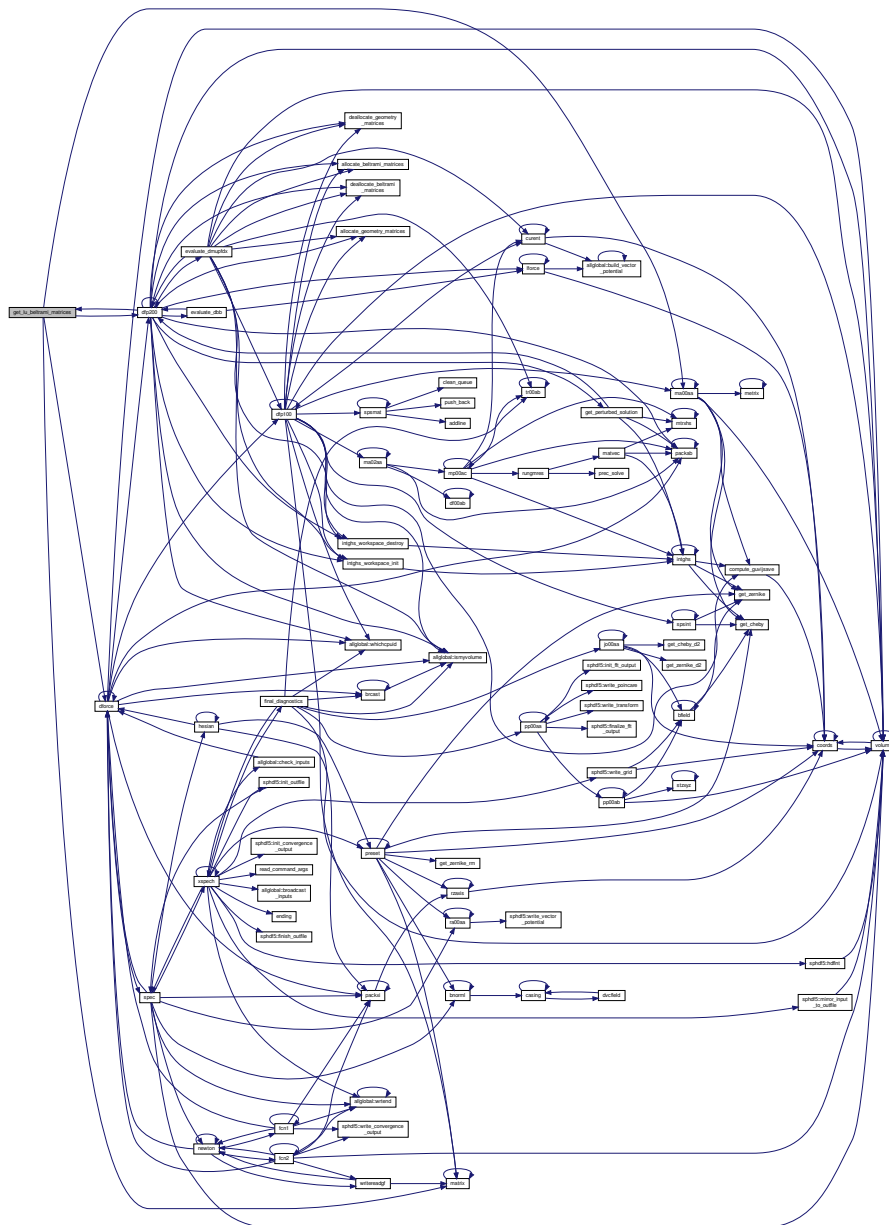 deallocate_geometry
_matrices
allocate_beltrami_matrices
deallocate_beltrami
_matrices
allocate_geometry_matrices
evaluate_dmupfdx
curent
lforce
allglobal::build_vector
_potential
get_lu_beltrami_matrices
dfp200
evaluate_dbb
clean_queue
push_back
addline
tr00ab
ma00aa
metrix
dfp100
spsmat
get_perturbed_solution
mtrxhs
ma02aa
mp00ac
rungmres
matvec
prec_solve
packab
df00ab
intghs_workspace_destroy
intghs_workspace_init
intghs
compute_guvijsave
get_zernike
spsint
get_cheby
allglobal::whichcpuid
allglobal::ismyvolume
jo00aa
get_cheby_d2
get_zernike_d2
sphdf5::init_flt_output
sphdf5::write_poincare
sphdf5::write_transform
sphdf5::finalize_flt
_output
dforce
final_diagnostics
brcast
pp00aa
bfield
hesian
coords
volume
allglobal::check_inputs
sphdf5::init_outfile
sphdf5::write_grid
stzxyz
pp00ab
sphdf5::init_convergence
_output
read_command_args
xspech
allglobal::broadcast
_inputs
ending
sphdf5::finish_outfile
preset
get_zernike_rm
rzaxis
ra00aa
sphdf5::write_vector
_potential
sphdf5::hdfint
spec
packxi
bnorml
casing
dvcfield
sphdf5::mirror_input
_to_outfile
allglobal::wrtend
fcn1
sphdf5::write_convergence
_output
newton
fcn2
writereadgf
matrix